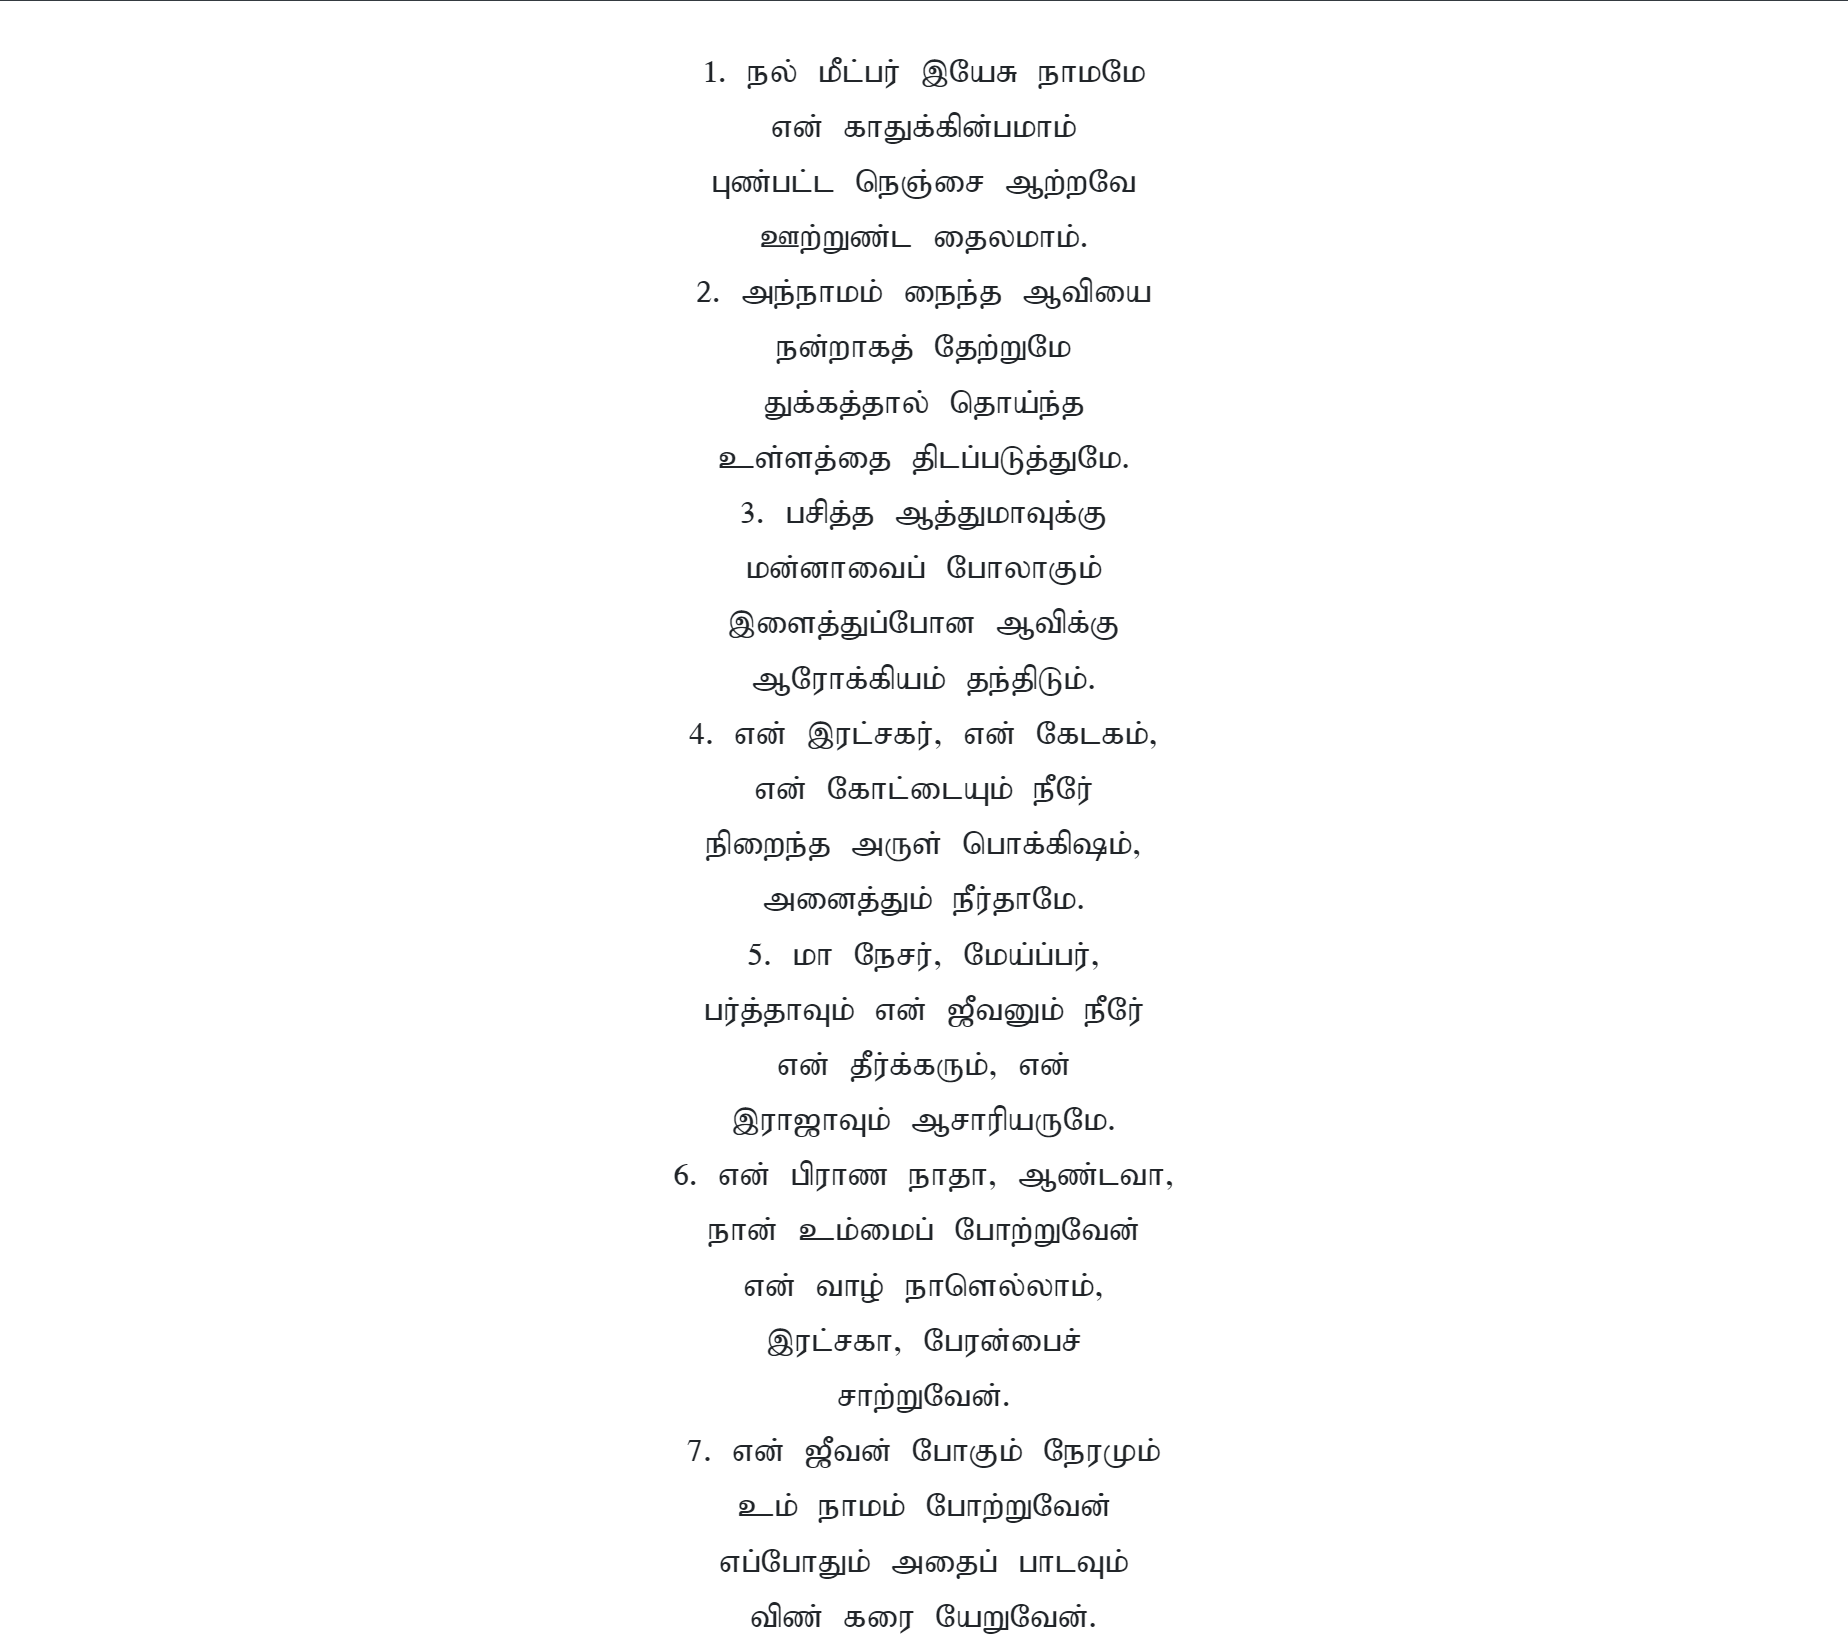 1. நல் மீட்பர் இயேசு நாமமே
என் காதுக்கின்பமாம்
புண்பட்ட நெஞ்சை ஆற்றவே
ஊற்றுண்ட தைலமாம்.
2. அந்நாமம் நைந்த ஆவியை
நன்றாகத் தேற்றுமே
துக்கத்தால் தொய்ந்த
உள்ளத்தை திடப்படுத்துமே.
3. பசித்த ஆத்துமாவுக்கு
மன்னாவைப் போலாகும்
இளைத்துப்போன ஆவிக்கு
ஆரோக்கியம் தந்திடும்.
4. என் இரட்சகர், என் கேடகம்,
என் கோட்டையும் நீரே
நிறைந்த அருள் பொக்கிஷம்,
அனைத்தும் நீர்தாமே.
5. மா நேசர், மேய்ப்பர்,
பர்த்தாவும் என் ஜீவனும் நீரே
என் தீர்க்கரும், என்
இராஜாவும் ஆசாரியருமே.
6. என் பிராண நாதா, ஆண்டவா,
நான் உம்மைப் போற்றுவேன்
என் வாழ் நாளெல்லாம்,
இரட்சகா, பேரன்பைச்
சாற்றுவேன்.
7. என் ஜீவன் போகும் நேரமும்
உம் நாமம் போற்றுவேன்
எப்போதும் அதைப் பாடவும்
விண் கரை யேறுவேன்.